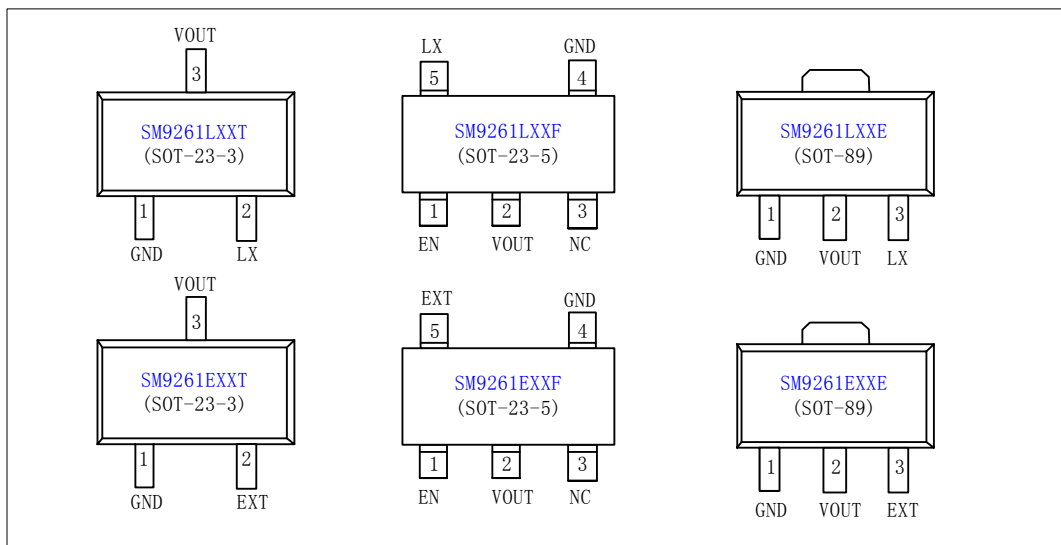 VOUT
3
SM9261LXXT
(SOT-23-3)
1
2
GND
LX
LX
GND
5
4
SM9261LXXF
(SOT-23-5)
1
2
3
EN
VOUT
NC
SM9261LXXE
(SOT-89)
1
2
3
GND
VOUT
LX
VOUT
3
SM9261EXXT
(SOT-23-3)
1
2
GND
EXT
EXT
GND
5
4
SM9261EXXF
(SOT-23-5)
1
2
3
EN
VOUT
NC
SM9261EXXE
(SOT-89)
1
2
3
GND
VOUT
EXT